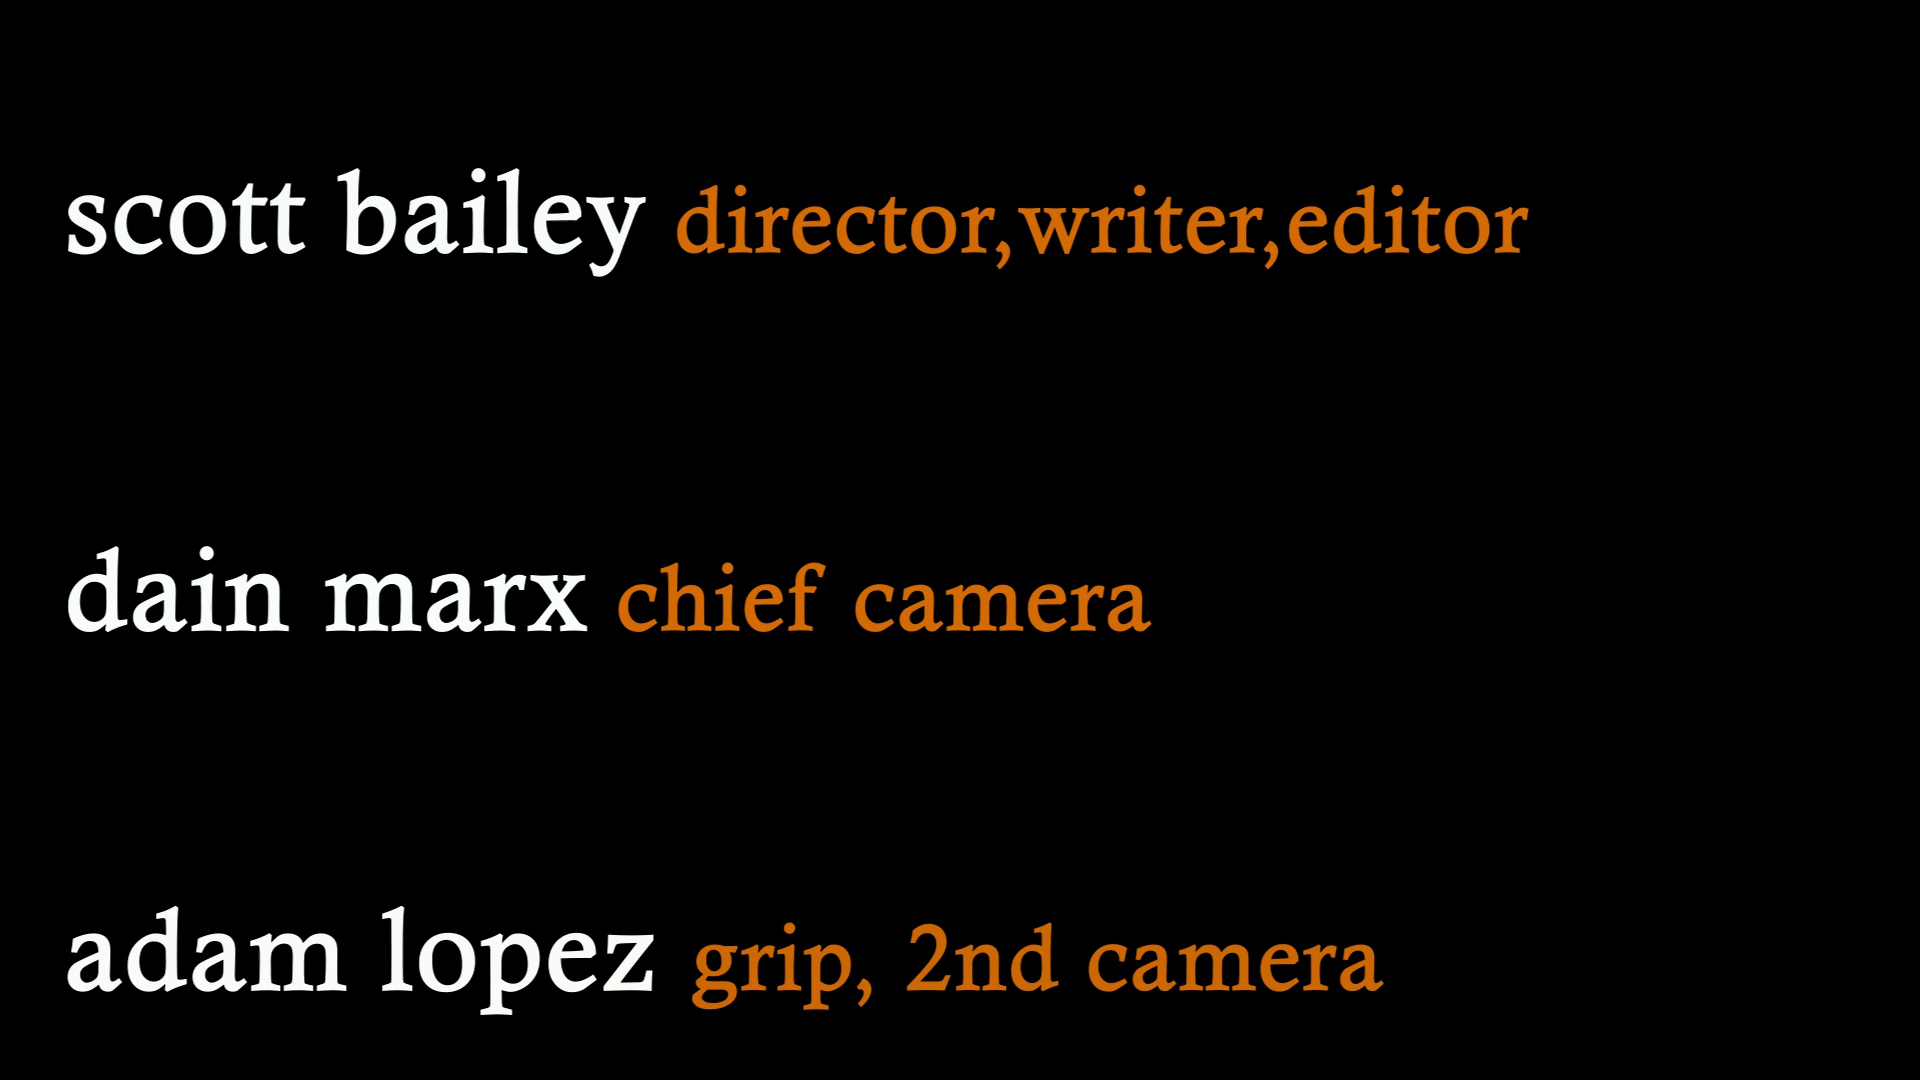 scott bailey director,writer,editor
dain marx chief camera
adam lopez grip, 2nd camera